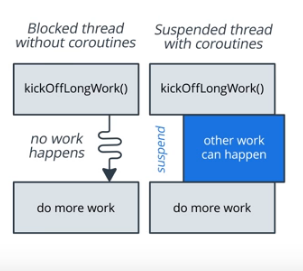 Blocked thread
without coroutines
Suspended thread
with coroutines
kickOffLongWork()
kickOffLongWork()
no work
happens
suspend
other work
can happen
do more work
do more work